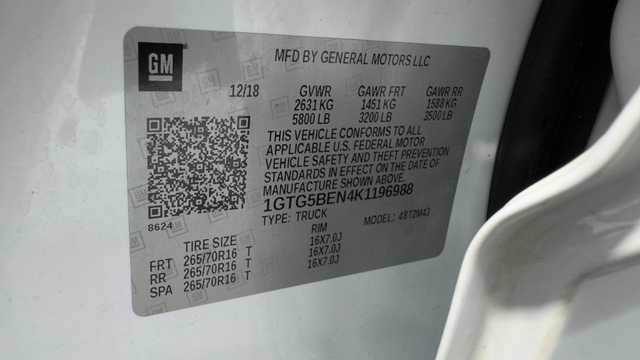 GM
MFD BY GENERAL MOTORS LLC
12/18 GVWR GAWR FRT GAWR RR
2631 KG 1451 KG 1588 KG
5800 LB 3200 LB 3500 LB
THIS VEHICLE CONFORMS TO ALL
APPLICABLE U.S. FEDERAL MOTOR
VEHICLE SAFETY AND THEFT PREVENTION
STANDARDS IN EFFECT ON THE DATE OF
MANUFACTURE SHOWN ABOVE.
1GTG5BEN4K1196988
8624
TYPE: TRUCK MODEL:
TIRE SIZE RIM
FRT 265/70R16 T 16X7.0J
RR 265/70R16 T 16X7.0J
SPA 265/70R16 T 16X7.0J